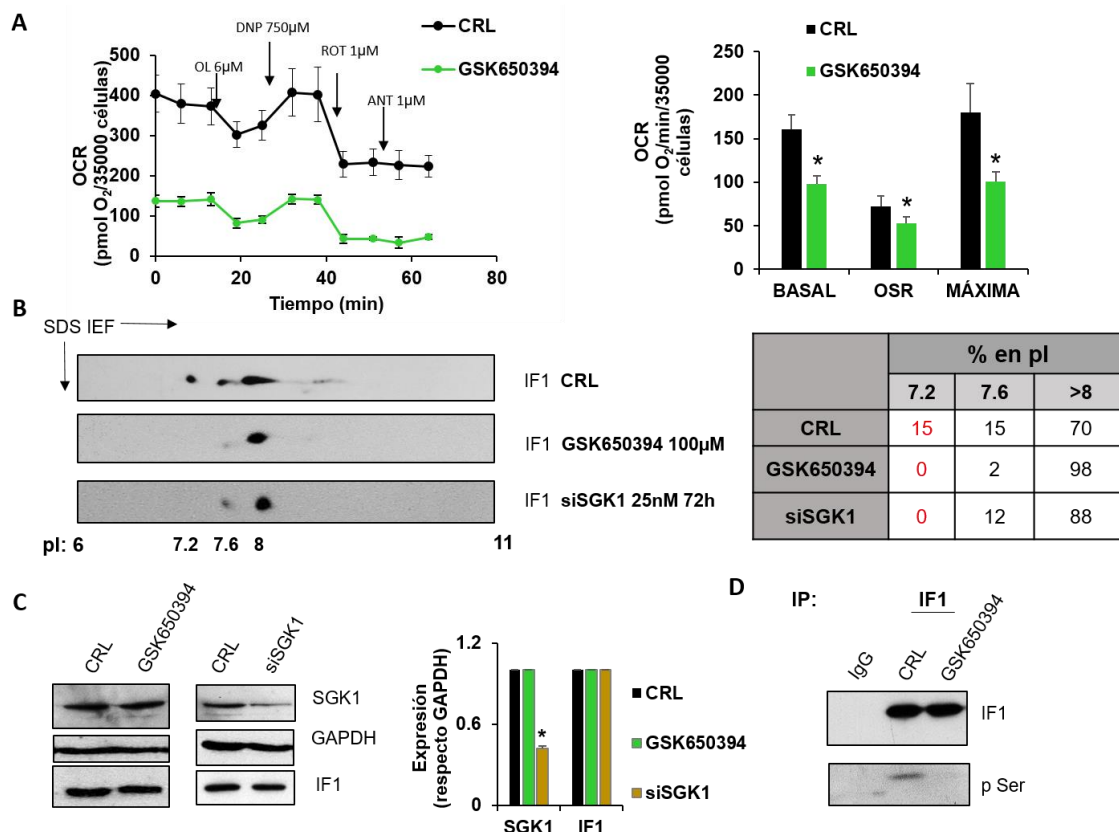 A
DNP 750µM
OL 6µM
ROT 1µM
ANT 1µM
CRL
GSK650394
OCR
(pmol O₂/35000 células)
500
400
300
200
100
0
0
20
40
60
80
Tiempo (min)
CRL
GSK650394
OCR
(pmol O₂/min/35000
células)
250
200
150
100
50
0
*
*
*
BASAL
OSR
MÁXIMA
B
SDS IEF
IF1 CRL
IF1 GSK650394 100µM
IF1 siSGK1 25nM 72h
pI: 6
7.2
7.6
8
11
% en pI
7.2 7.6 >8
CRL 15 15 70
GSK650394 0 2 98
siSGK1 0 12 88
C
CRL
GSK650394
CRL
siSGK1
SGK1
GAPDH
IF1
Expresión
(respecto GAPDH)
1.2
0.6
0
*
SGK1
IF1
CRL
GSK650394
siSGK1
D
IP:
IF1
IgG
CRL
GSK650394
IF1
p Ser